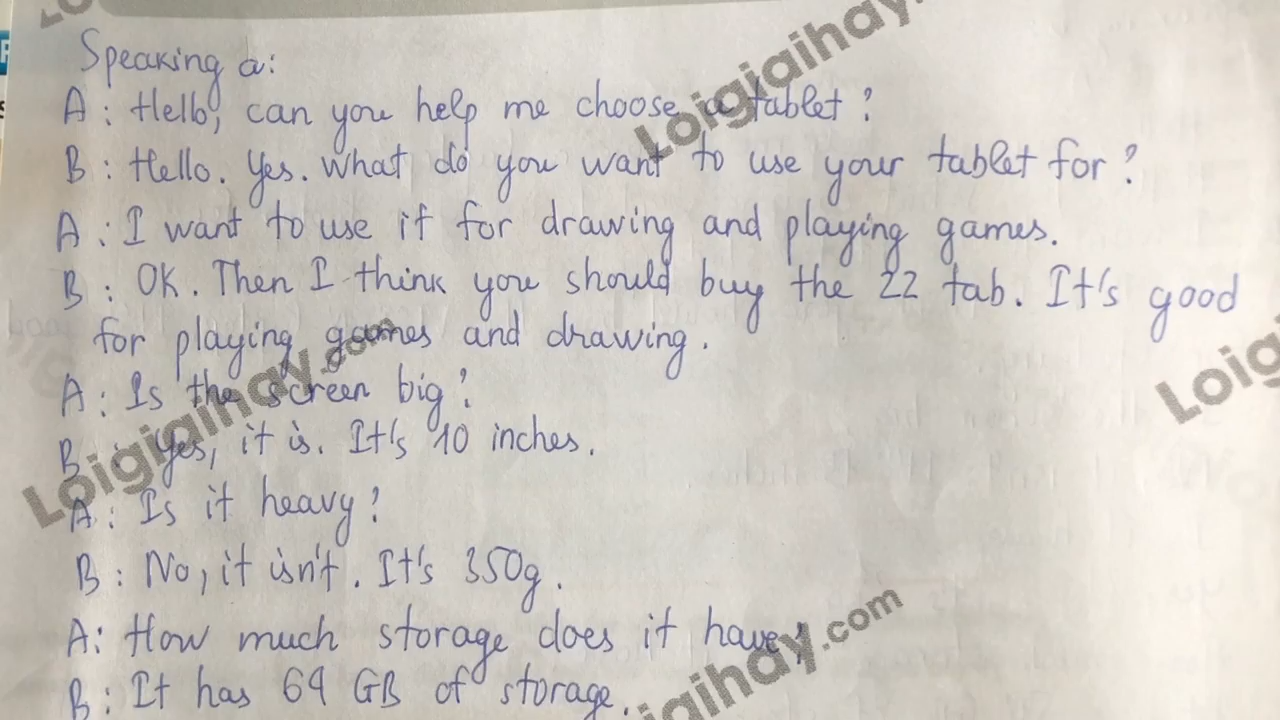 Speaking a:
A: Hello, can you help me choose a tablet?
B: Hello. Yes. What do you want to use your tablet for?
A: I want to use it for drawing and playing games.
B: OK. Then I think you should buy the 22 tab. It's good
for playing games and drawing.
A: Is the screen big?
B: Yes, it is. It's 10 inches.
A: Is it heavy?
B: No, it isn't. It's 350g.
A: How much storage does it have?
B: It has 64 GB of storage.
Loigiaihay.com
Loigiaihay.com